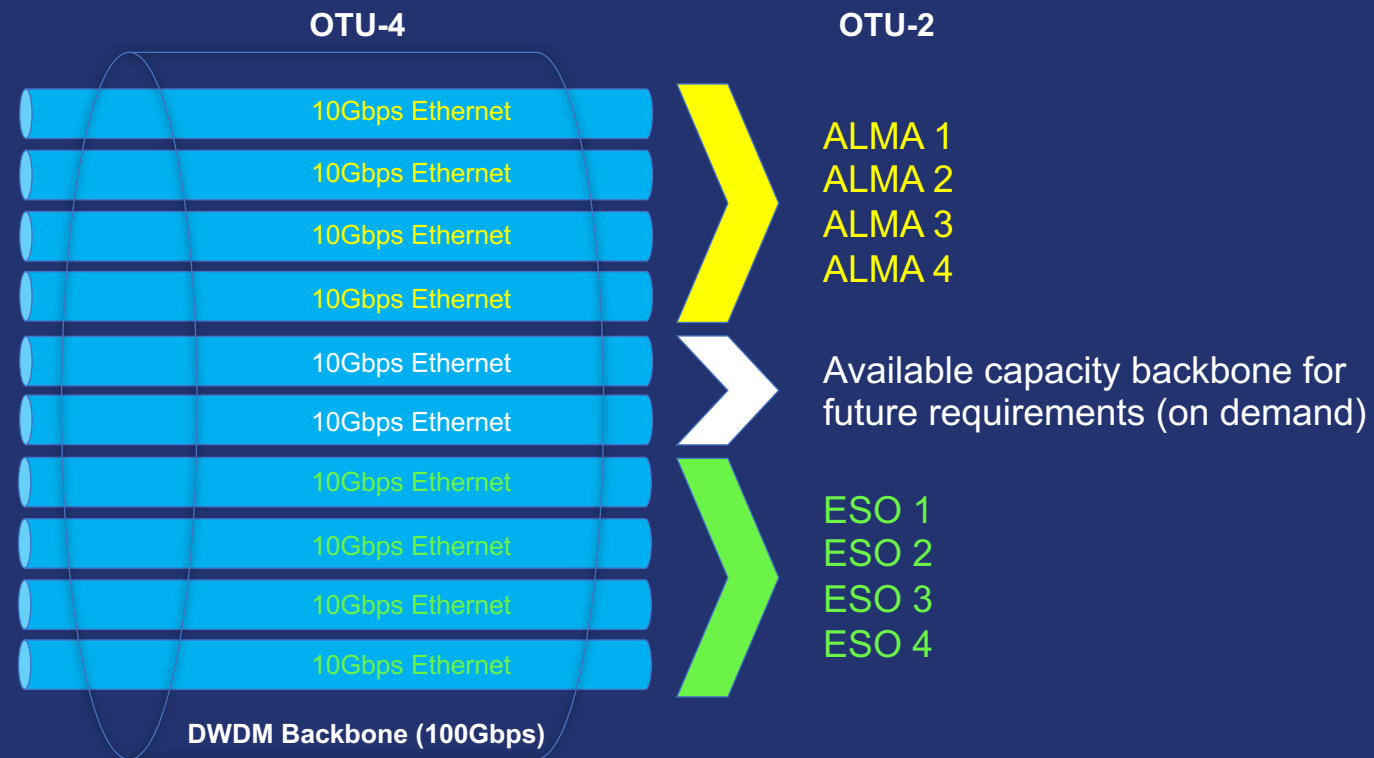 OTU-4
OTU-2
10Gbps Ethernet
10Gbps Ethernet
10Gbps Ethernet
10Gbps Ethernet
10Gbps Ethernet
10Gbps Ethernet
10Gbps Ethernet
10Gbps Ethernet
10Gbps Ethernet
10Gbps Ethernet
DWDM Backbone (100Gbps)
ALMA 1
ALMA 2
ALMA 3
ALMA 4
Available capacity backbone for
future requirements (on demand)
ESO 1
ESO 2
ESO 3
ESO 4